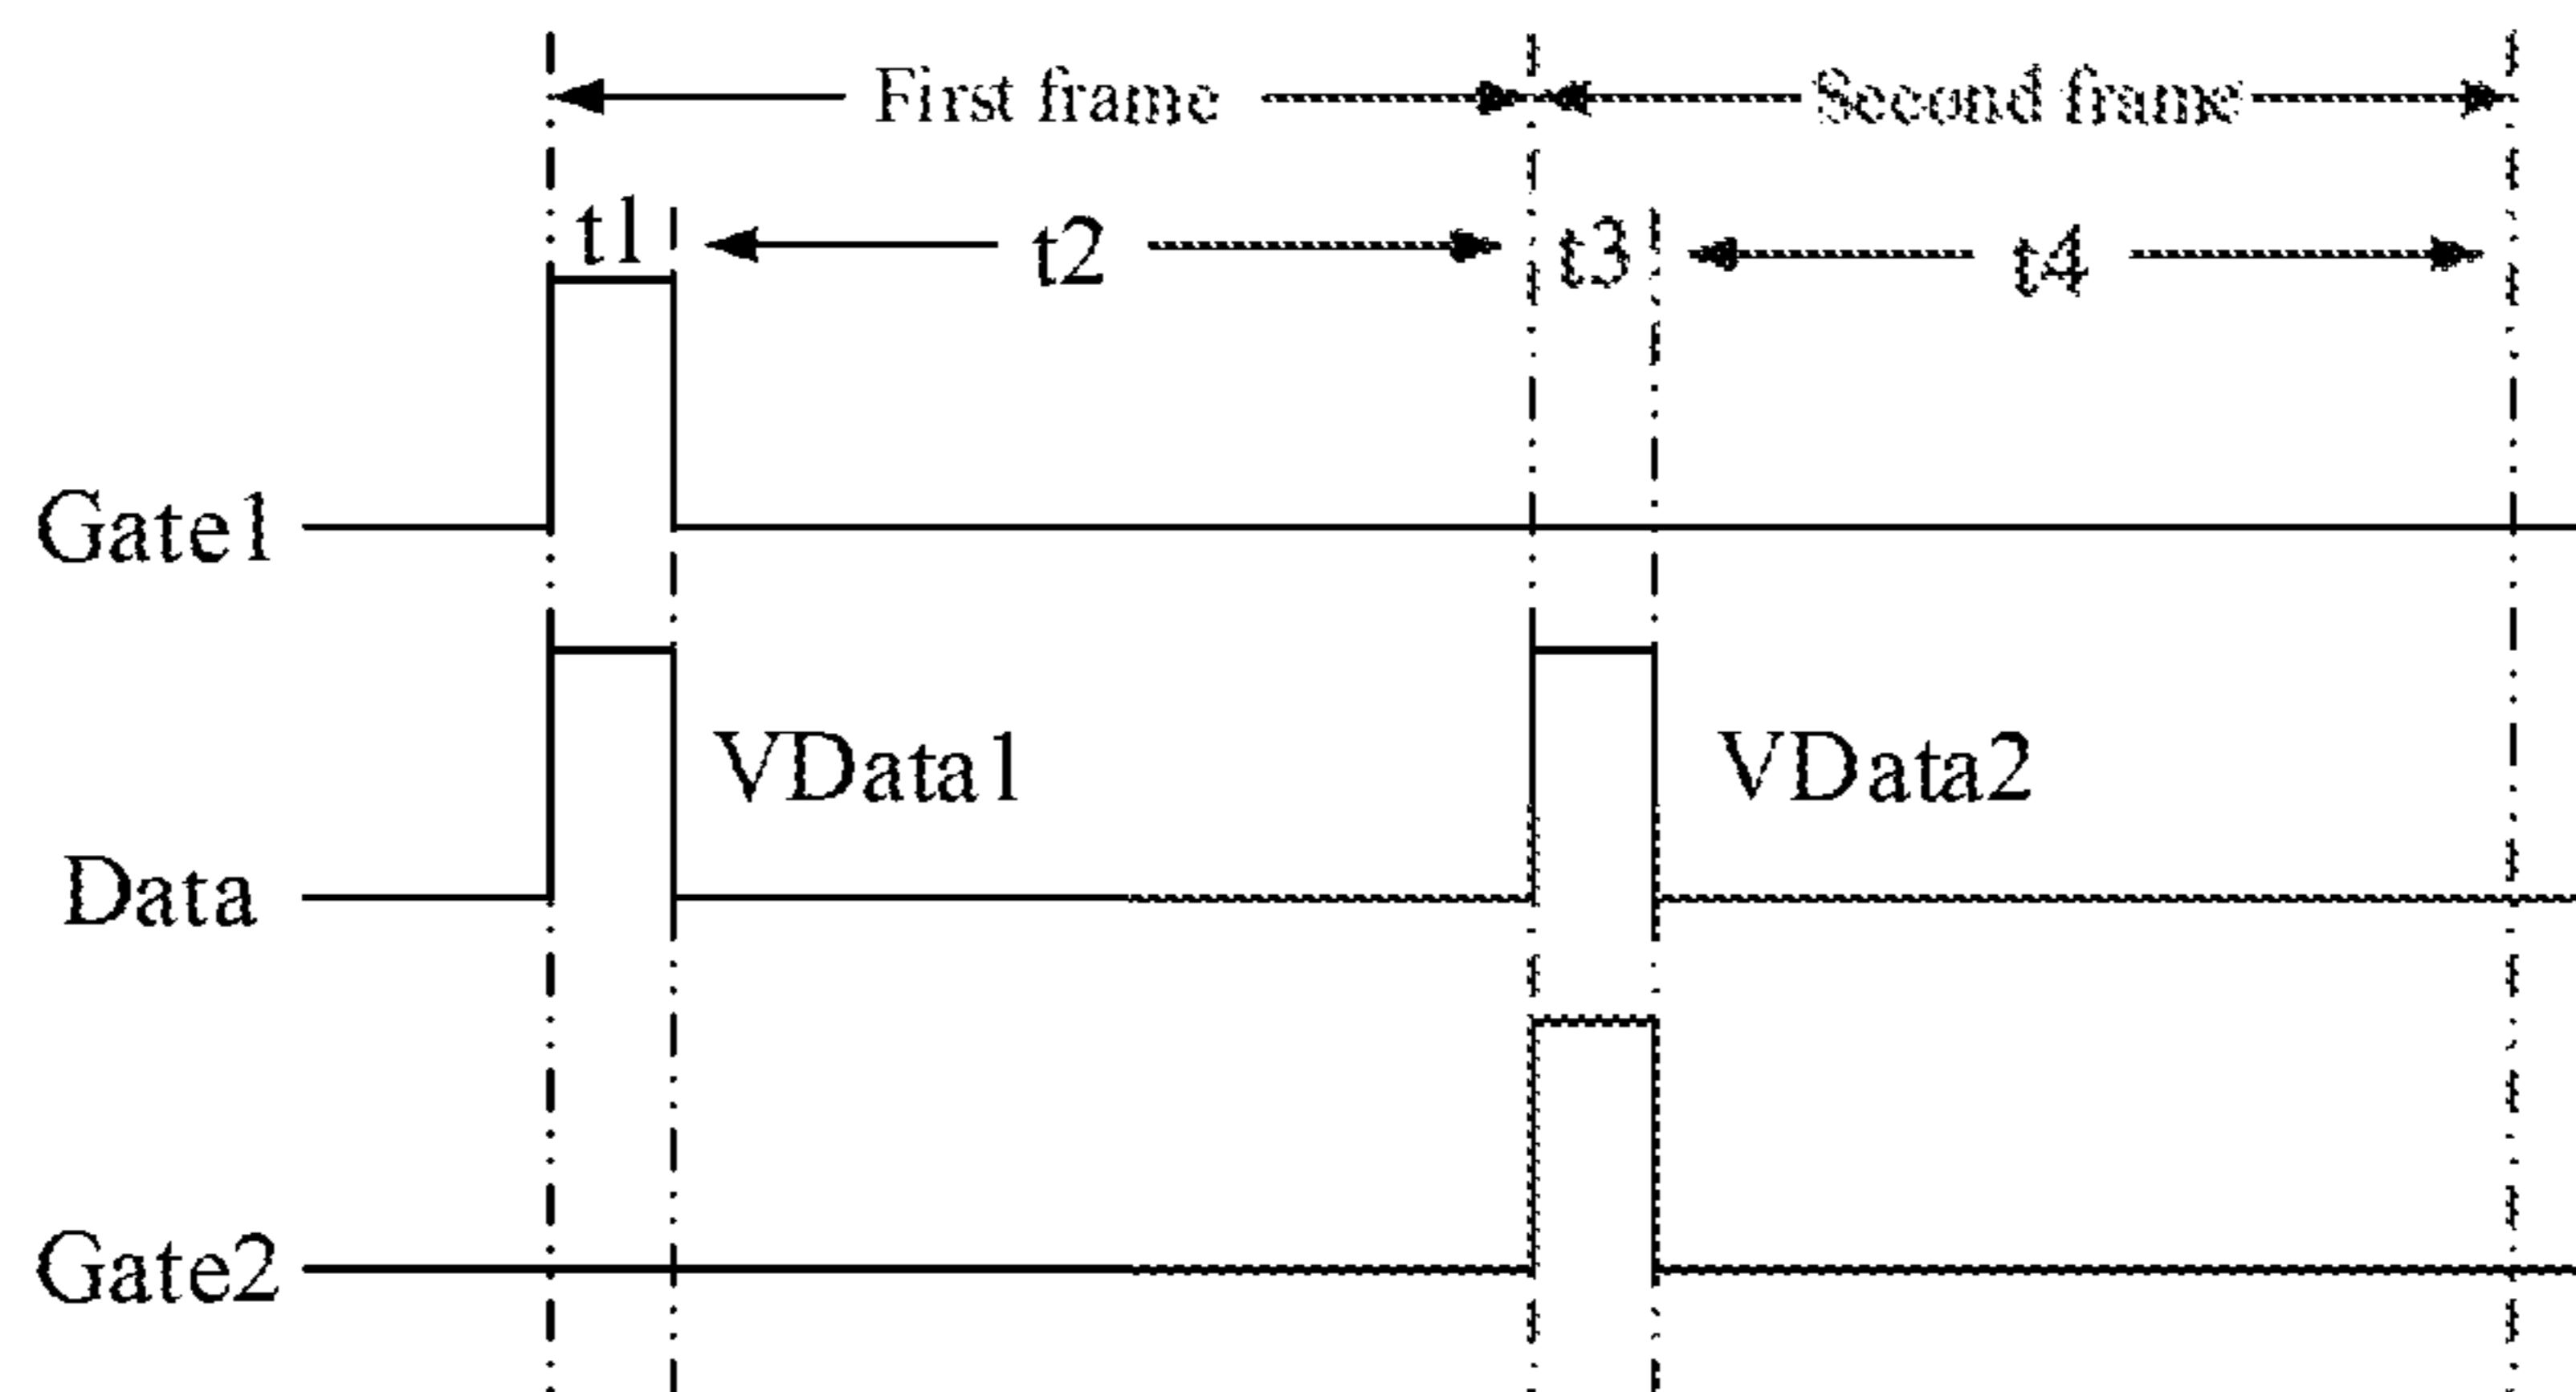 First frame Second frame
t1 t2 t3 t4
Gate1
VData1 VData2
Data
Gate2